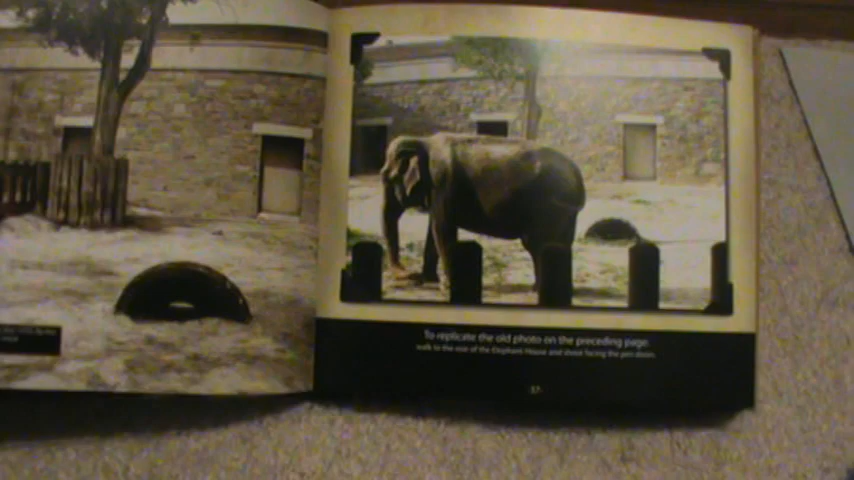 To replicate the old photo on the preceding page,
walk to the rear of the Elephant House and shoot facing the pen doors.
-37-